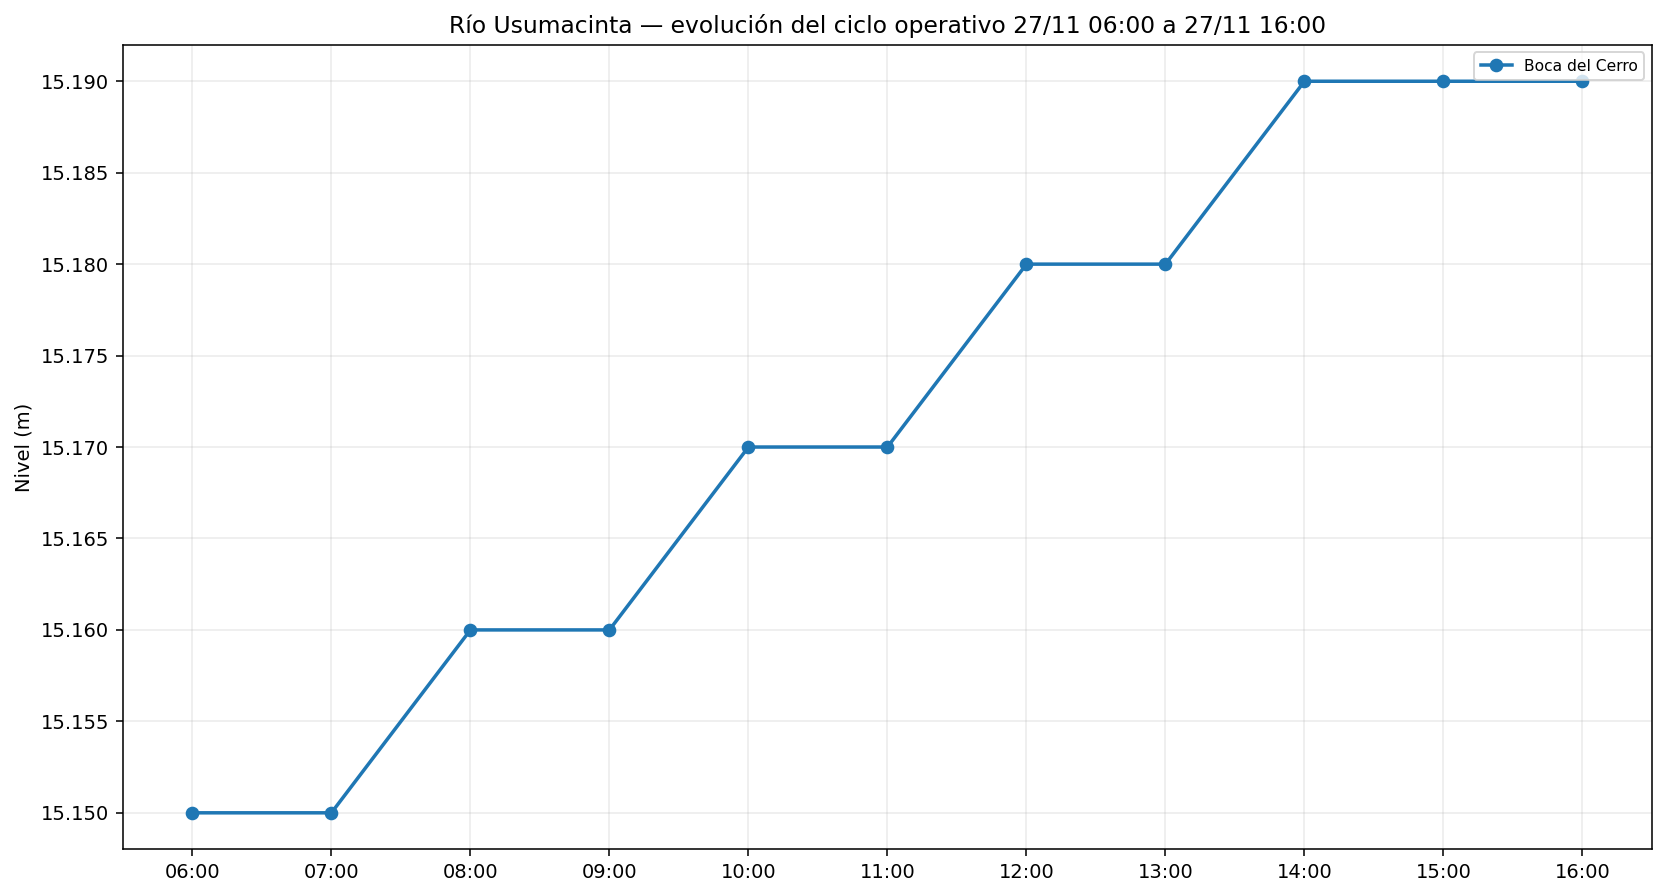 Río Usumacinta — evolución del ciclo operativo 27/11 06:00 a 27/11 16:00
Boca del Cerro
Nivel (m)
15.190
15.185
15.180
15.175
15.170
15.165
15.160
15.155
15.150
06:00 07:00 08:00 09:00 10:00 11:00 12:00 13:00 14:00 15:00 16:00